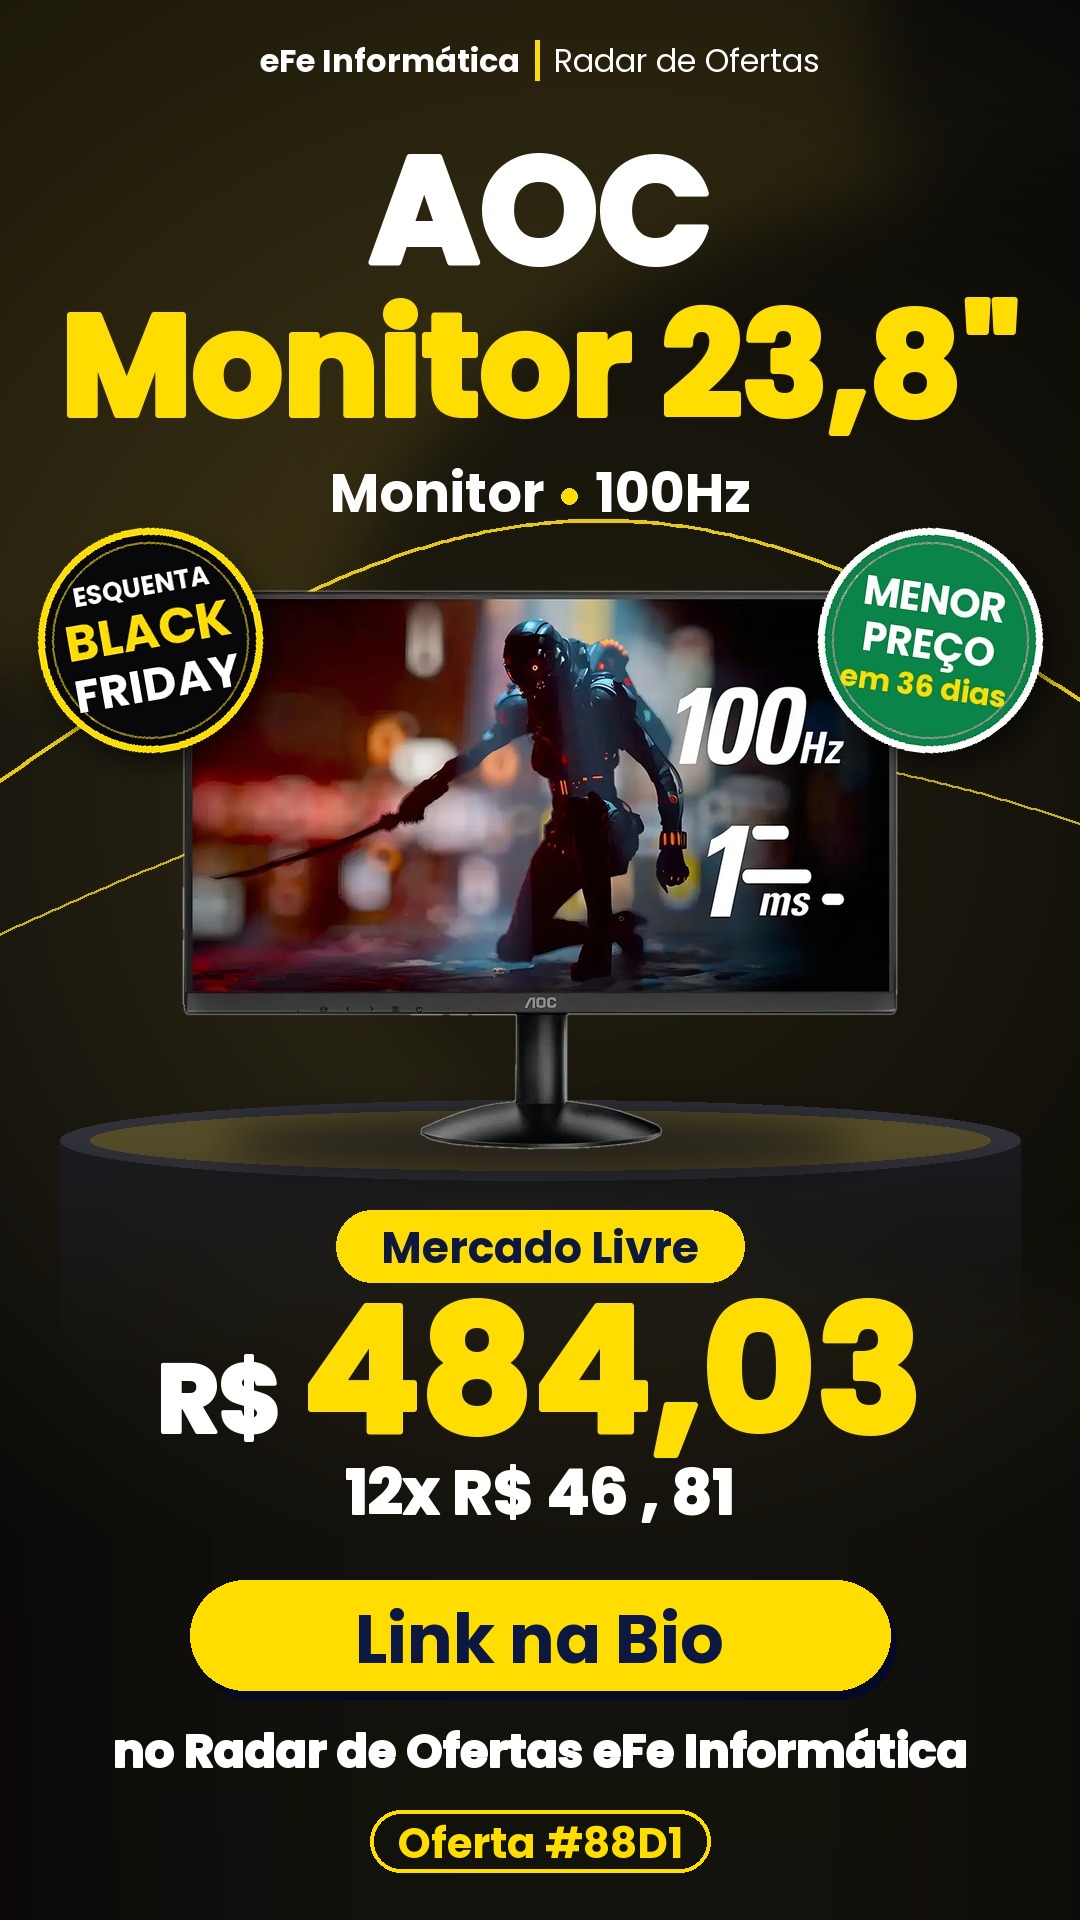 eFe Informática | Radar de Ofertas
AOC
Monitor 23,8"
Monitor • 100Hz
ESQUENTA
BLACK
FRIDAY
MENOR
PREÇO
em 36 dias
100Hz
1ms
AOC
Mercado Livre
R$ 484,03
12x R$ 46 , 81
Link na Bio
no Radar de Ofertas eFe Informática
Oferta #88D1